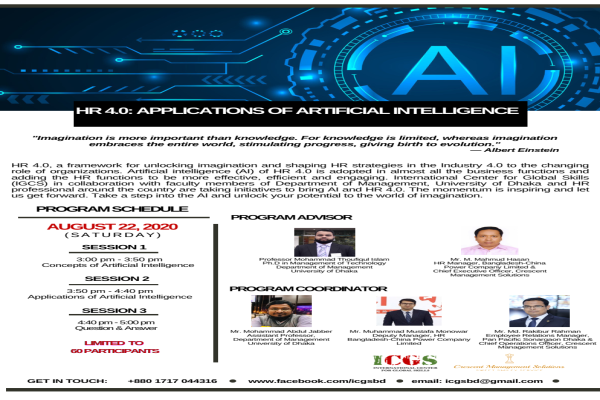 AI
HR 4.0: APPLICATIONS OF ARTIFICIAL INTELLIGENCE
"Imagination is more important than knowledge. For knowledge is limited, whereas imagination
embraces the entire world, stimulating progress, giving birth to evolution."
— Albert Einstein
HR 4.0, a framework for unlocking imagination and shaping HR strategies in the Industry 4.0 to the changing
role of organizations. Artificial Intelligence (AI) of HR 4.0 is adopted in almost all the business functions and
adding the HR functions to be more effective, efficient and engaging. International Center for Global Skills
(IGCS) in collaboration with faculty members of Department of Management, University of Dhaka and HR
professional around the country are taking initiatives to bring AI and HR 4.0. The momentum is inspiring and let
us get forward. Take a step into the AI and unlock your potential to the world of imagination.
PROGRAM SCHEDULE
AUGUST 22, 2020
(SATURDAY)
SESSION 1
3:00 pm - 3:50 pm
Concepts of Artificial Intelligence
SESSION 2
3:50 pm - 4:40 pm
Applications of Artificial Intelligence
SESSION 3
4:40 pm - 5:00 pm
Question & Answer
LIMITED TO
60 PARTICIPANTS
PROGRAM ADVISOR
Professor Mohammad Thoufiqul Islam
Ph.D in Management of Technology
Department of Management
University of Dhaka
Mr. M. Mahmud Hasan
HR Manager, Bangladesh-China
Power Company Limited &
Chief Executive Officer, Crescent
Management Solutions
PROGRAM COORDINATOR
Mr. Mohammad Abdul Jabber
Assistant Professor,
Department of Management
University of Dhaka
Mr. Muhammad Mustafa Monowar
Deputy Manager, HR
Bangladesh-China Power Company
Limited
Mr. Md. Rakibur Rahman
Employee Relations Manager,
Pan Pacific Sonargaon Dhaka &
Chief Operations Officer, Crescent
Management Solutions
ICGS
INTERNATIONAL CENTER
FOR GLOBAL SKILLS
Crescent Management Solutions
GET IN TOUCH: +880 1717 044316 • www.facebook.com/icgsbd • email: icgsbd@gmail.com •